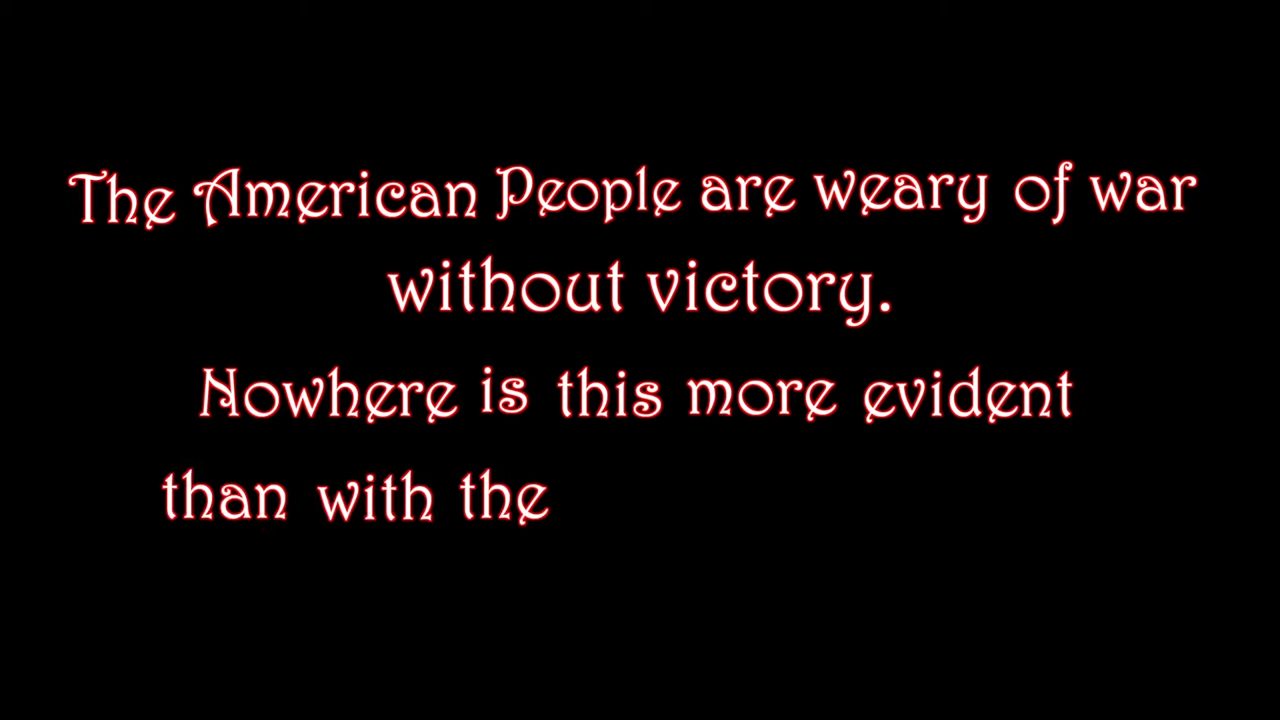 The American People are weary of war
without victory.
Nowhere is this more evident
than with the